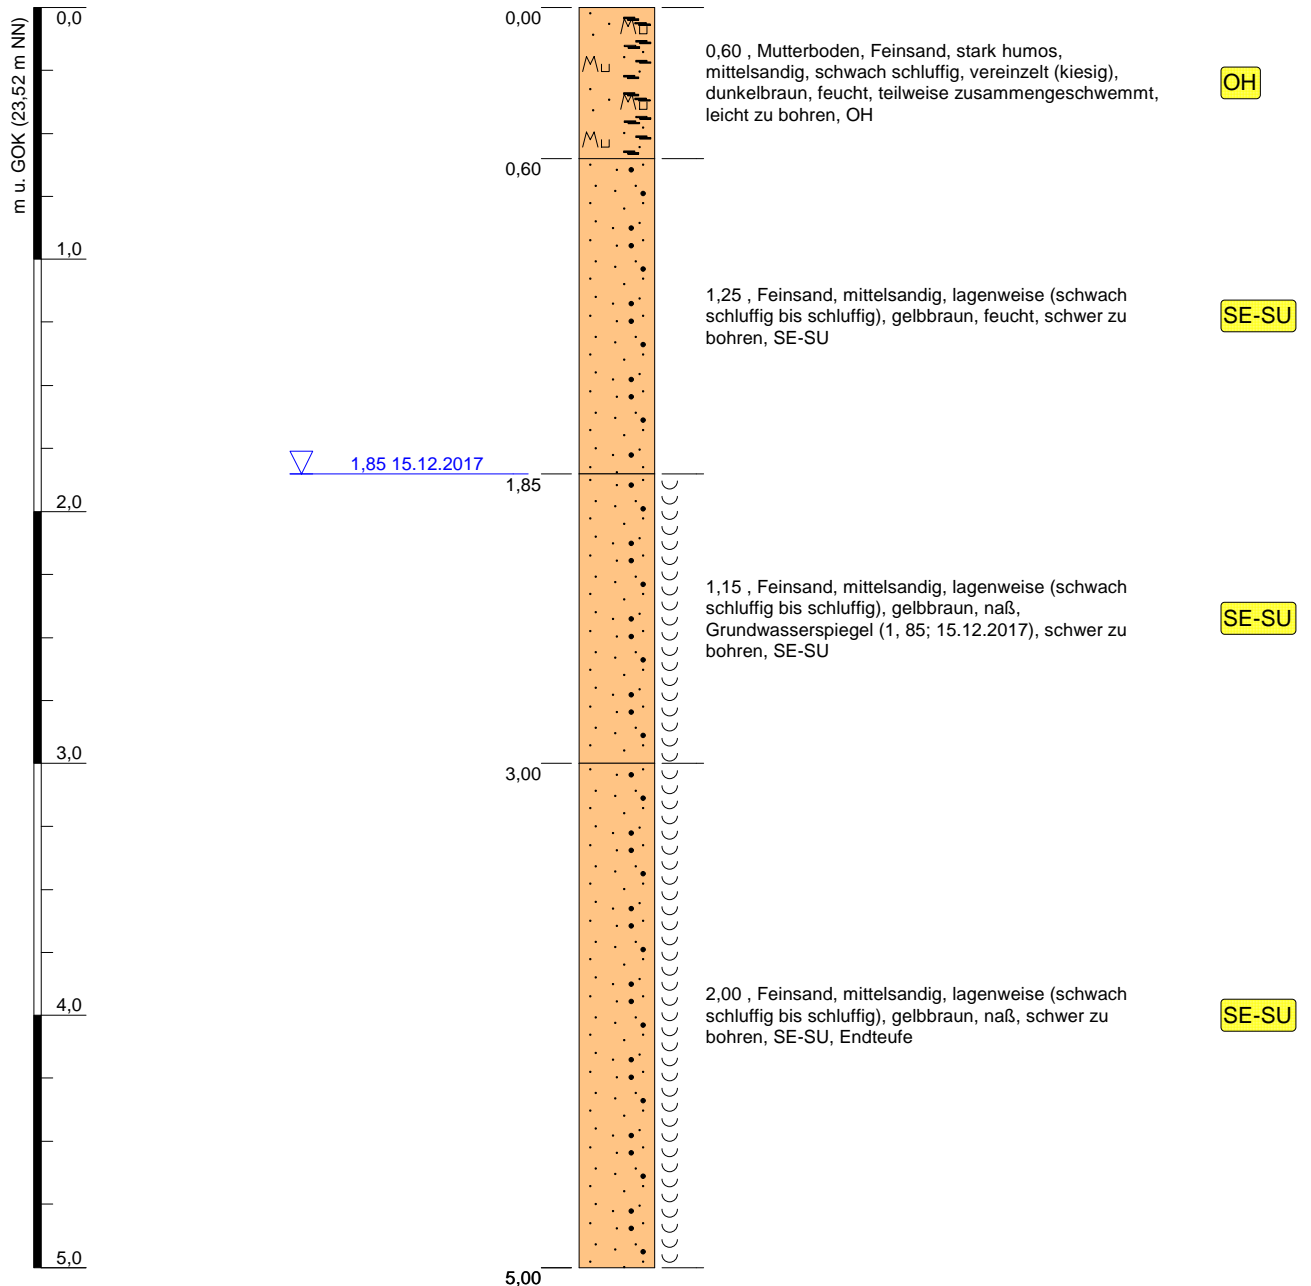 m u. GOK (23,52 m NN)
0,0
0,00
Mu
Mu
Mu
Mu
0,60 , Mutterboden, Feinsand, stark humos,
mittelsandig, schwach schluffig, vereinzelt (kiesig),
dunkelbraun, feucht, teilweise zusammengeschwemmt,
leicht zu bohren, OH
OH
0,60
1,0
1,25 , Feinsand, mittelsandig, lagenweise (schwach
schluffig bis schluffig), gelbbraun, feucht, schwer zu
bohren, SE-SU
SE-SU
1,85 15.12.2017
1,85
2,0
1,15 , Feinsand, mittelsandig, lagenweise (schwach
schluffig bis schluffig), gelbbraun, naß,
Grundwasserspiegel (1, 85; 15.12.2017), schwer zu
bohren, SE-SU
SE-SU
3,0
3,00
4,0
2,00 , Feinsand, mittelsandig, lagenweise (schwach
schluffig bis schluffig), gelbbraun, naß, schwer zu
bohren, SE-SU, Endteufe
SE-SU
5,0
5,00